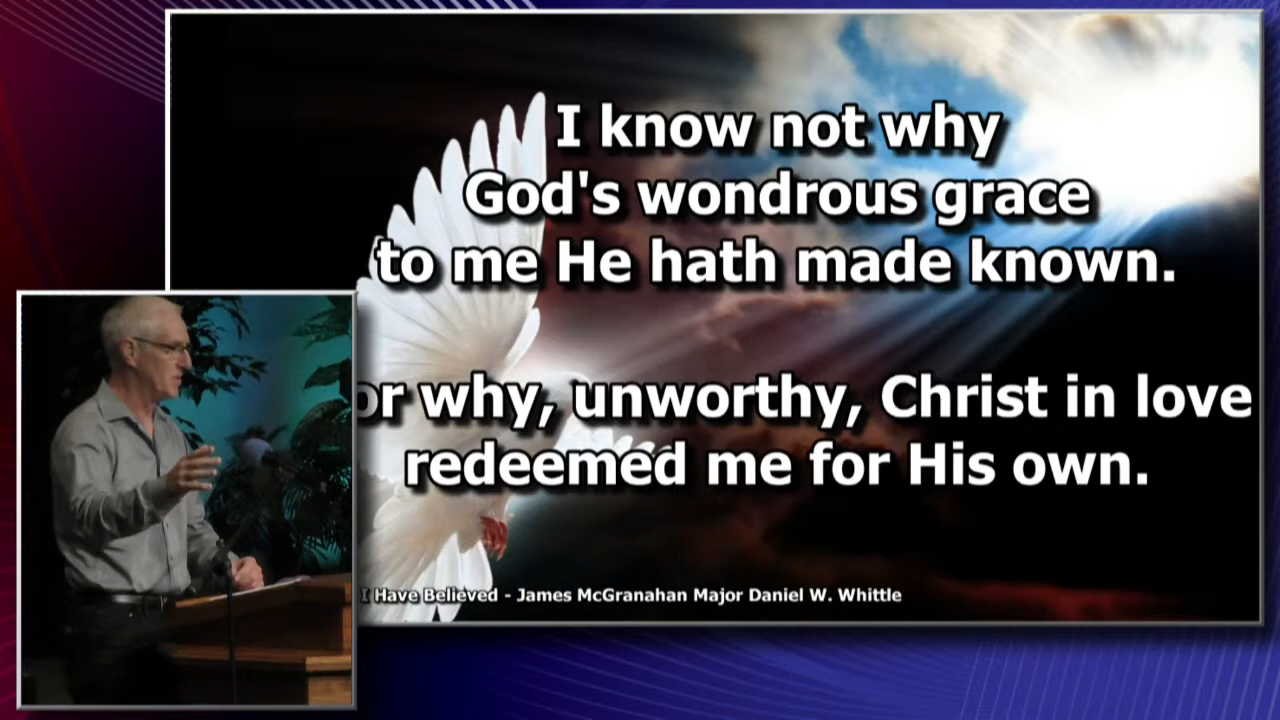 I know not why
God's wondrous grace
to me He hath made known.
or why, unworthy, Christ in love
redeemed me for His own.
I Have Believed - James McGranahan Major Daniel W. Whittle